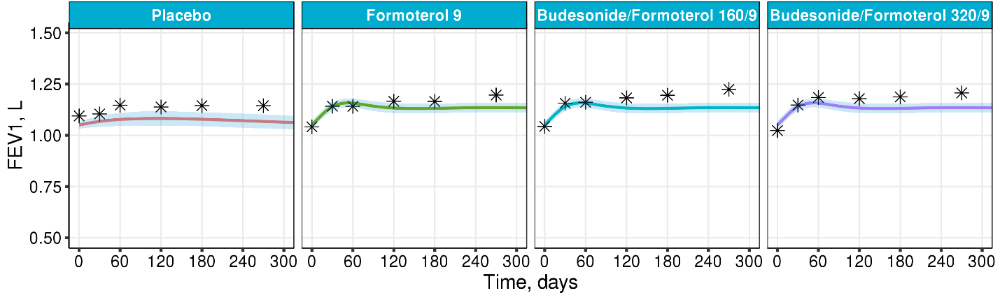 Placebo
Formoterol 9
Budesonide/Formoterol 160/9
Budesonide/Formoterol 320/9
FEV1, L
1.50
1.25
1.00
0.75
0.50
0 60 120 180 240 300
0 60 120 180 240 300
0 60 120 180 240 300
0 60 120 180 240 300
Time, days